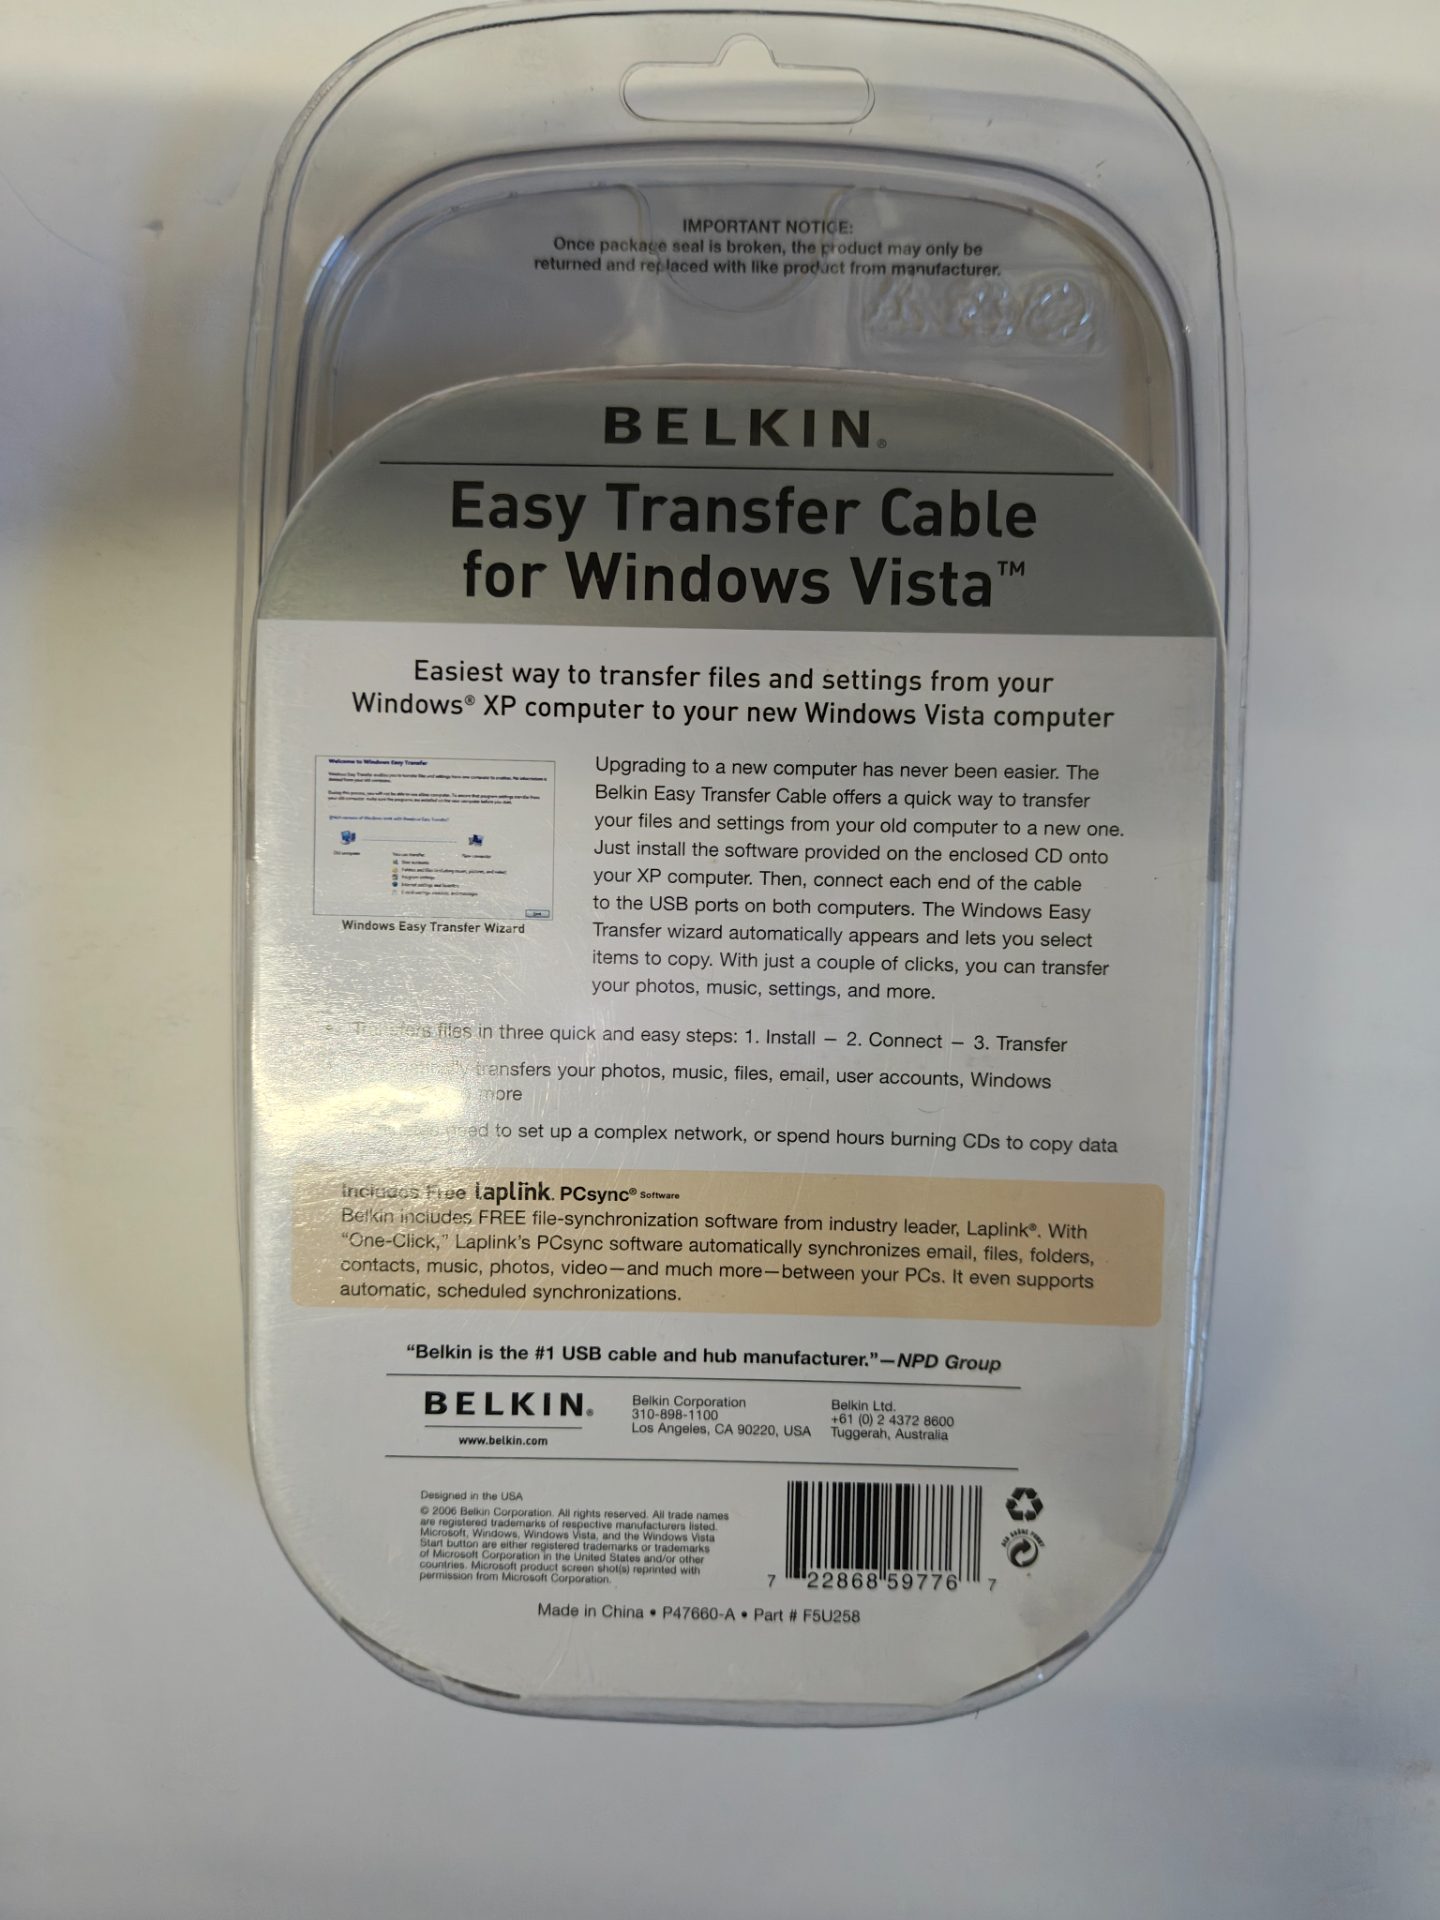 IMPORTANT NOTICE:
Once package seal is broken, the product may only be
returned and replaced with like product from manufacturer.
BELKIN®
Easy Transfer Cable
for Windows Vista™
Easiest way to transfer files and settings from your
Windows® XP computer to your new Windows Vista computer
Welcome to Windows Easy Transfer
Old computer
New computer
Windows Easy Transfer Wizard
Upgrading to a new computer has never been easier. The
Belkin Easy Transfer Cable offers a quick way to transfer
your files and settings from your old computer to a new one.
Just install the software provided on the enclosed CD onto
your XP computer. Then, connect each end of the cable
to the USB ports on both computers. The Windows Easy
Transfer wizard automatically appears and lets you select
items to copy. With just a couple of clicks, you can transfer
your photos, music, settings, and more.
• Transfers files in three quick and easy steps: 1. Install – 2. Connect – 3. Transfer
transfers your photos, music, files, email, user accounts, Windows
more
need to set up a complex network, or spend hours burning CDs to copy data
Includes Free Laplink. PCsync® Software
Belkin includes FREE file-synchronization software from industry leader, Laplink®. With
“One-Click,” Laplink’s PCsync software automatically synchronizes email, files, folders,
contacts, music, photos, video—and much more—between your PCs. It even supports
automatic, scheduled synchronizations.
“Belkin is the #1 USB cable and hub manufacturer.”—NPD Group
BELKIN®
www.belkin.com
Belkin Corporation
310-898-1100
Los Angeles, CA 90220, USA
Belkin Ltd.
+61 (0) 2 4372 8600
Tuggerah, Australia
Designed in the USA
© 2006 Belkin Corporation. All rights reserved. All trade names
are registered trademarks of respective manufacturers listed.
Microsoft, Windows, Windows Vista, and the Windows Vista
Start button are either registered trademarks or trademarks
of Microsoft Corporation in the United States and/or other
countries. Microsoft product screen shot(s) reprinted with
permission from Microsoft Corporation.
7 22868 59776 7
Made in China • P47660-A • Part # F5U258